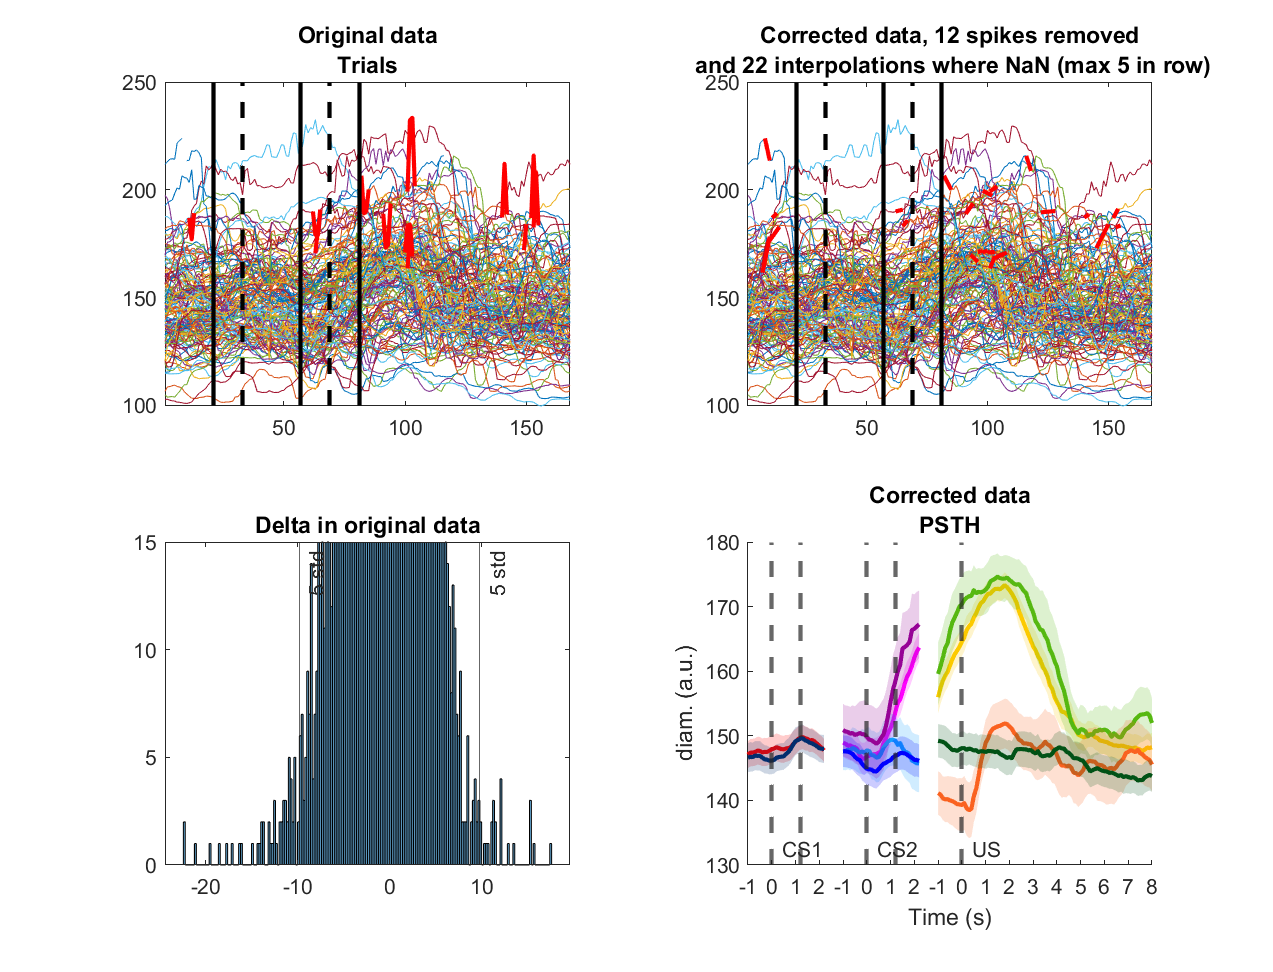 Original data
Trials
250
200
150
100
50
100
150
Corrected data, 12 spikes removed
and 22 interpolations where NaN (max 5 in row)
250
200
150
100
50
100
150
Delta in original data
15
10
5
0
-20
-10
0
10
5 std
5 std
Corrected data
PSTH
180
170
160
150
140
130
diam. (a.u.)
CS1
CS2
US
-1 0 1 2 -1 0 1 2 -1 0 1 2 3 4 5 6 7 8
Time (s)